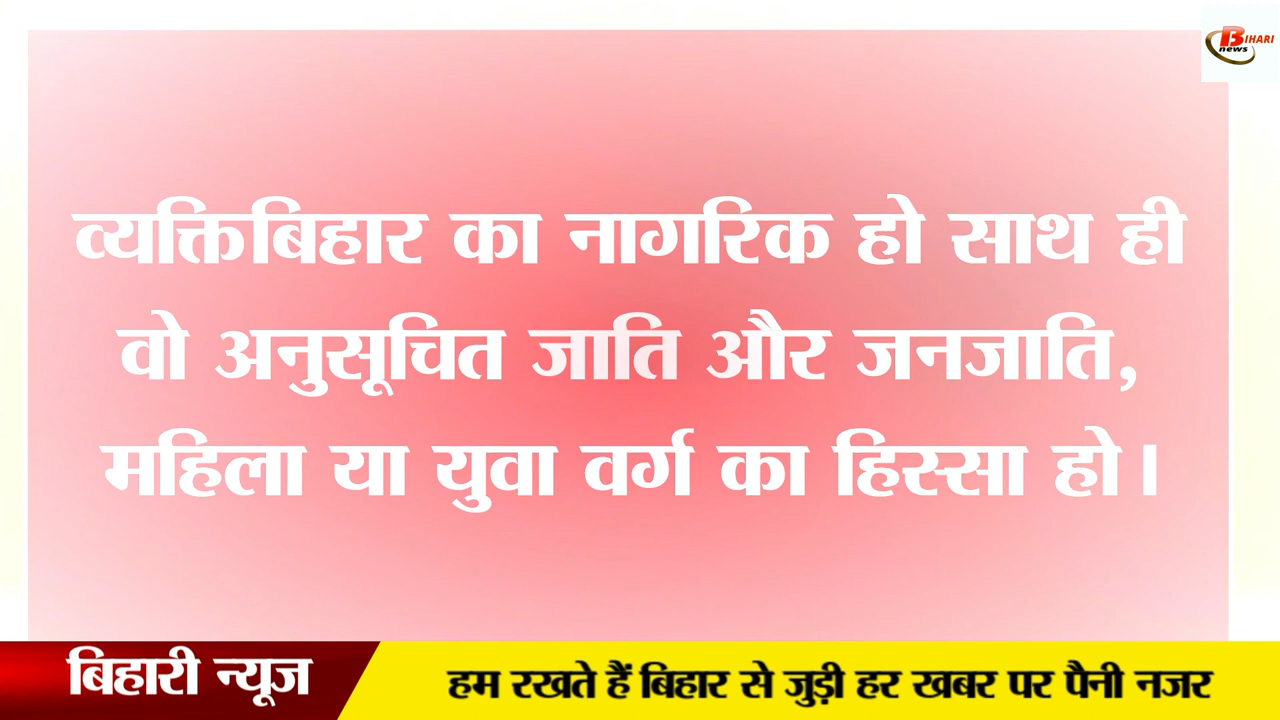 BIHARI
news
व्यक्तिबिहार का नागरिक हो साथ ही
वो अनुसूचित जाति और जनजाति,
महिला या युवा वर्ग का हिस्सा हो।
बिहारी न्यूज
हम रखते हैं बिहार से जुड़ी हर खबर पर पैनी नजर